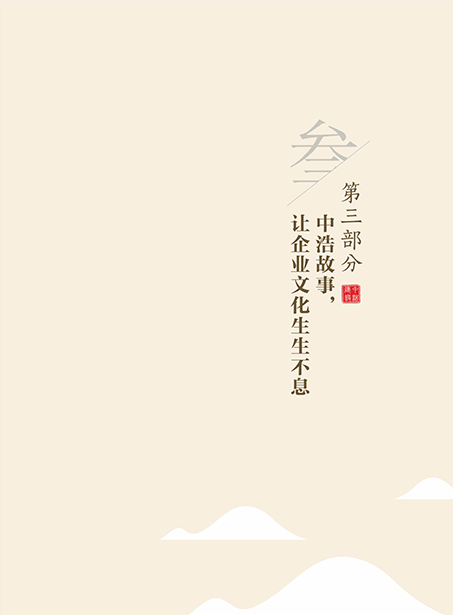 叁
第三部分
中浩故事，
让企业文化生生不息